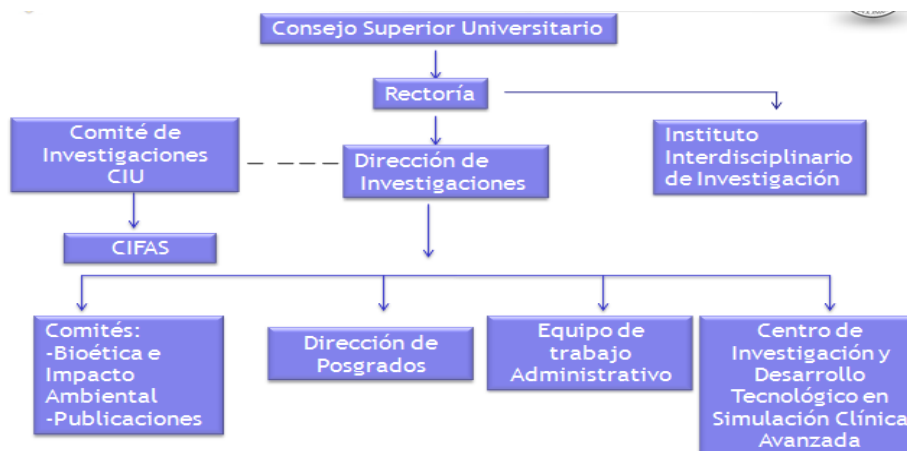 Consejo Superior Universitario
Rectoría
Comité de
Investigaciones
CIU
Dirección de
Investigaciones
Instituto
Interdisciplinario
de Investigación
CIFAS
Comités:
-Bioética e
Impacto
Ambiental
-Publicaciones
Dirección de
Posgrados
Equipo de
trabajo
Administrativo
Centro de
Investigación y
Desarrollo
Tecnológico en
Simulación Clínica
Avanzada